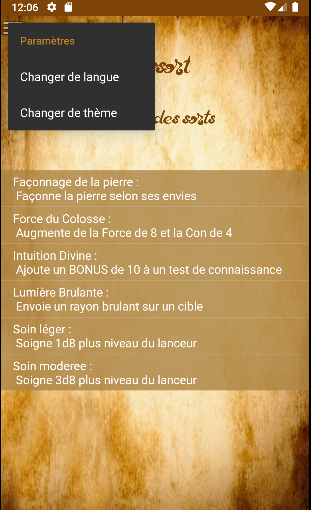 12:06
Paramètres
Changer de langue
Changer de thème
des sorts
Façonnage de la pierre :
Façonne la pierre selon ses envies
Force du Colosse :
Augmente de la Force de 8 et la Con de 4
Intuition Divine :
Ajoute un BONUS de 10 à un test de connaissance
Lumière Brulante :
Envoie un rayon brulant sur un cible
Soin léger :
Soigne 1d8 plus niveau du lanceur
Soin moderee :
Soigne 3d8 plus niveau du lanceur